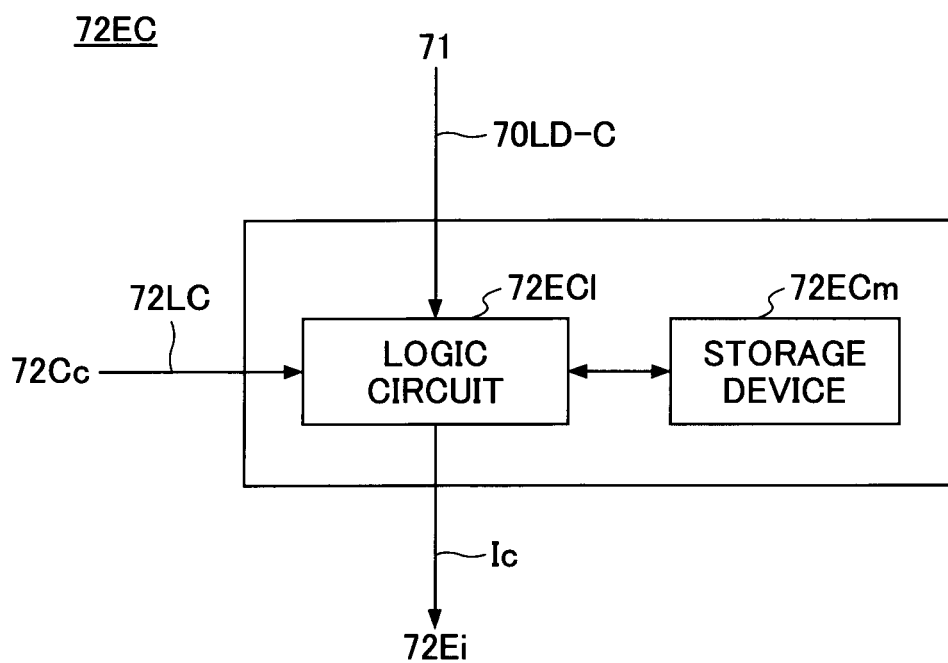 72EC
71
70LD-C
72ECl
72ECm
72LC
LOGIC
CIRCUIT
STORAGE
DEVICE
72Cc
Ic
72Ei